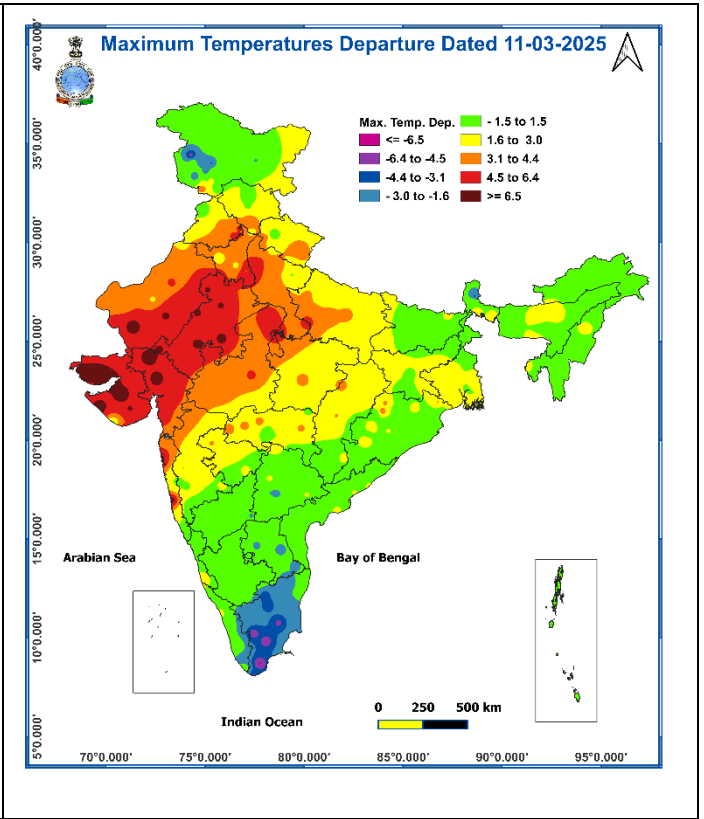 Maximum Temperatures Departure Dated 11-03-2025
Max. Temp. Dep.
<= -6.5
-6.4 to -4.5
-4.4 to -3.1
- 3.0 to -1.6
- 1.5 to 1.5
1.6 to 3.0
3.1 to 4.4
4.5 to 6.4
>= 6.5
40°0.000'
35°0.000'
30°0.000'
25°0.000'
20°0.000'
15°0.000'
10°0.000'
5°0.000'
Arabian Sea
Bay of Bengal
Indian Ocean
0 250 500 km
70°0.000' 75°0.000' 80°0.000' 85°0.000' 90°0.000' 95°0.000'